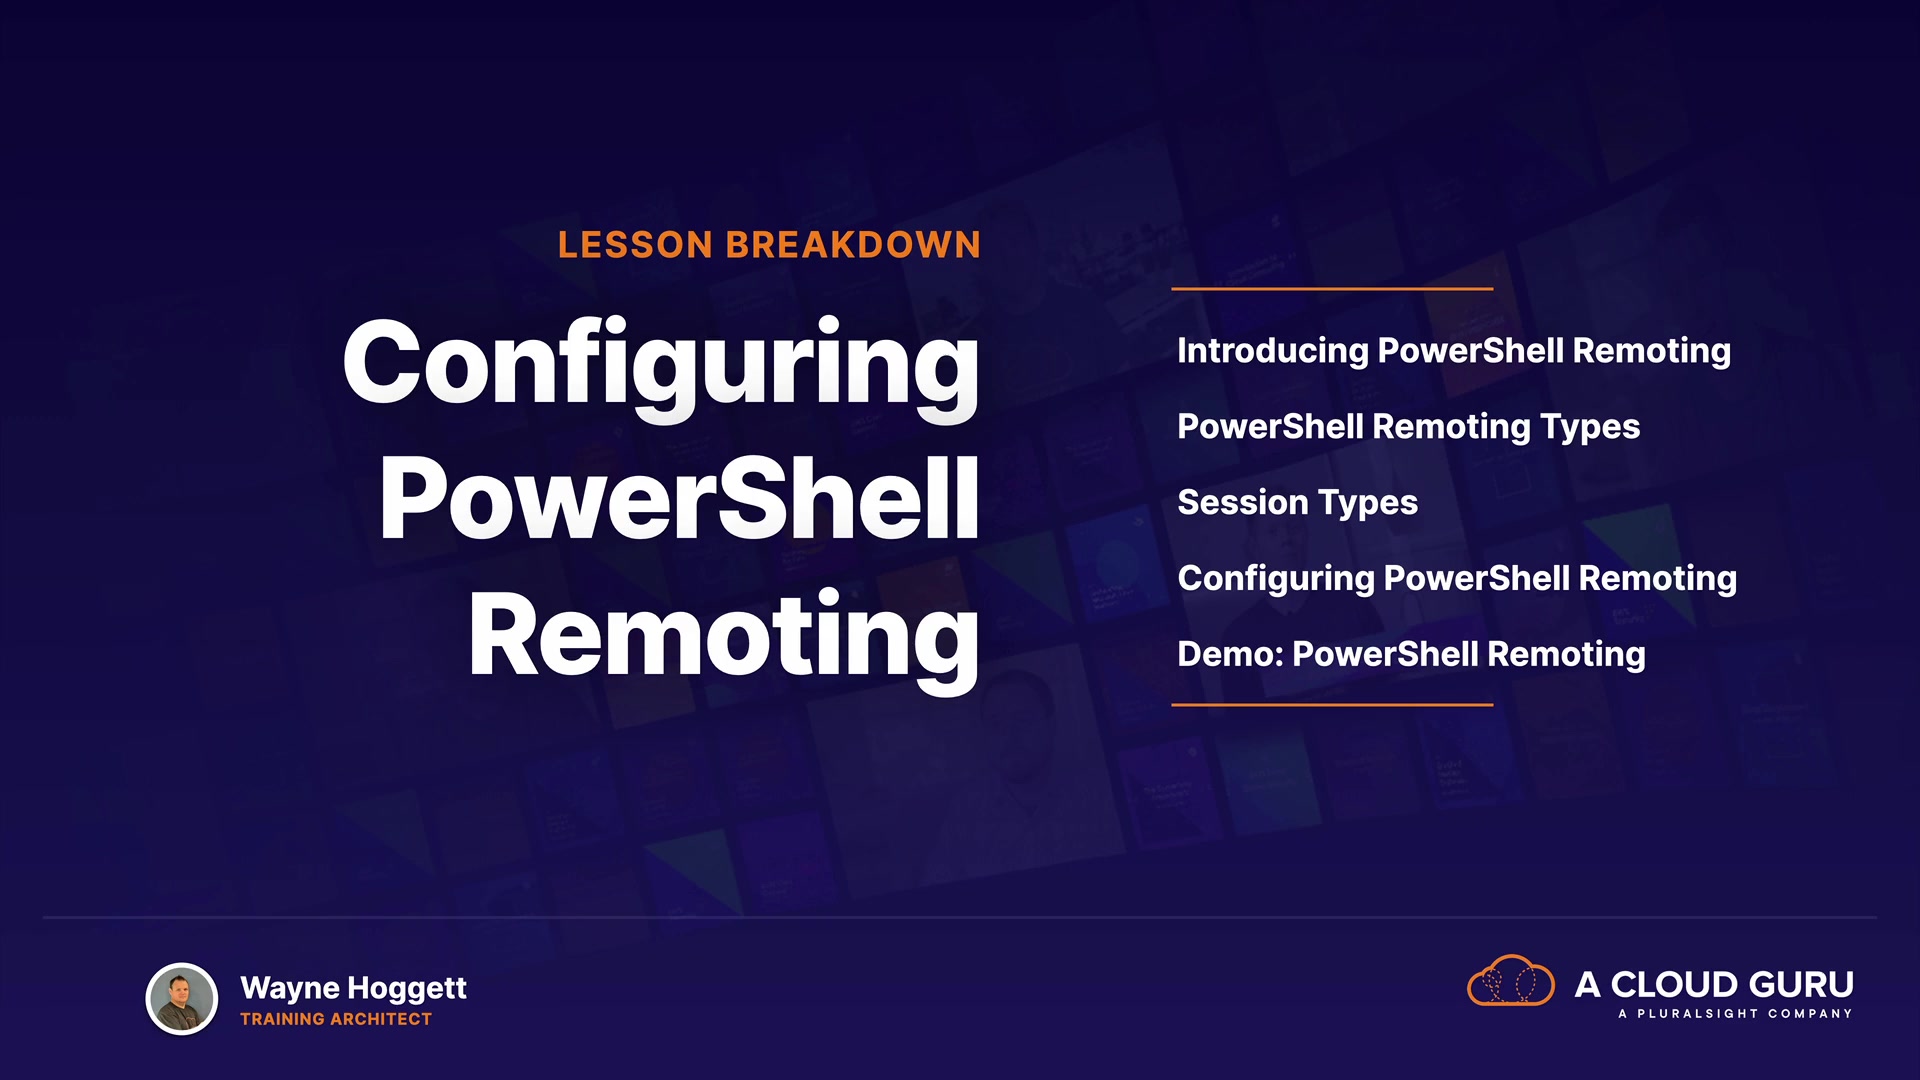 LESSON BREAKDOWN
Configuring
PowerShell
Remoting
Introducing PowerShell Remoting
PowerShell Remoting Types
Session Types
Configuring PowerShell Remoting
Demo: PowerShell Remoting
Wayne Hoggett
TRAINING ARCHITECT
A CLOUD GURU
A PLURALSIGHT COMPANY